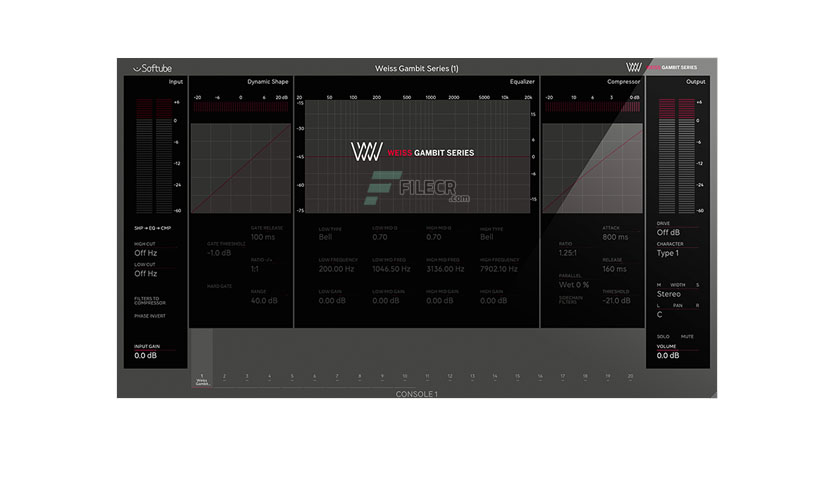 Softube
Weiss Gambit Series (1)
WEISS GAMBIT SERIES
Input
Dynamic Shape
Equalizer
Compressor
Output
+6
0
-6
-12
-24
-60
SHP → EQ → CMP
HIGH CUT
Off Hz
LOW CUT
Off Hz
FILTERS TO
COMPRESSOR
PHASE INVERT
INPUT GAIN
0.0 dB
-20 -6 0 6 20 dB
GATE RELEASE
100 ms
GATE THRESHOLD
-1.0 dB
RATIO
1:1
HARD GATE
RANGE
40.0 dB
20 50 100 200 500 1000 2000 5000 10k 20k
-15
-30
-45
-60
-75
15
6
0
-6
-15
WEISS GAMBIT SERIES
FILECR
.com
LOW TYPE
Bell
LOW/MID Q
0.70
HIGH/MID Q
0.70
HIGH TYPE
Bell
LOW FREQUENCY
200.00 Hz
LOW/MID FREQ
1046.50 Hz
HIGH/MID FREQ
3136.00 Hz
HIGH FREQUENCY
7902.10 Hz
LOW GAIN
0.00 dB
LOW/MID GAIN
0.00 dB
HIGH/MID GAIN
0.00 dB
HIGH GAIN
0.00 dB
-20 -12 -6 -3 0 dB
ATTACK
800 ms
RATIO
1.25:1
RELEASE
160 ms
PARALLEL
Wet 0 %
THRESHOLD
-21.0 dB
SIDECHAIN
FILTERS
+6
0
-6
-12
-24
-60
DRIVE
Off dB
CHARACTER
Type 1
M WIDTH S
Stereo
L PAN R
C
SOLO MUTE
VOLUME
0.0 dB
1 2 3 4 5 6 7 8 9 10 11 12 13 14 15 16 17 18 19 20
Weiss
Gambit
CONSOLE 1